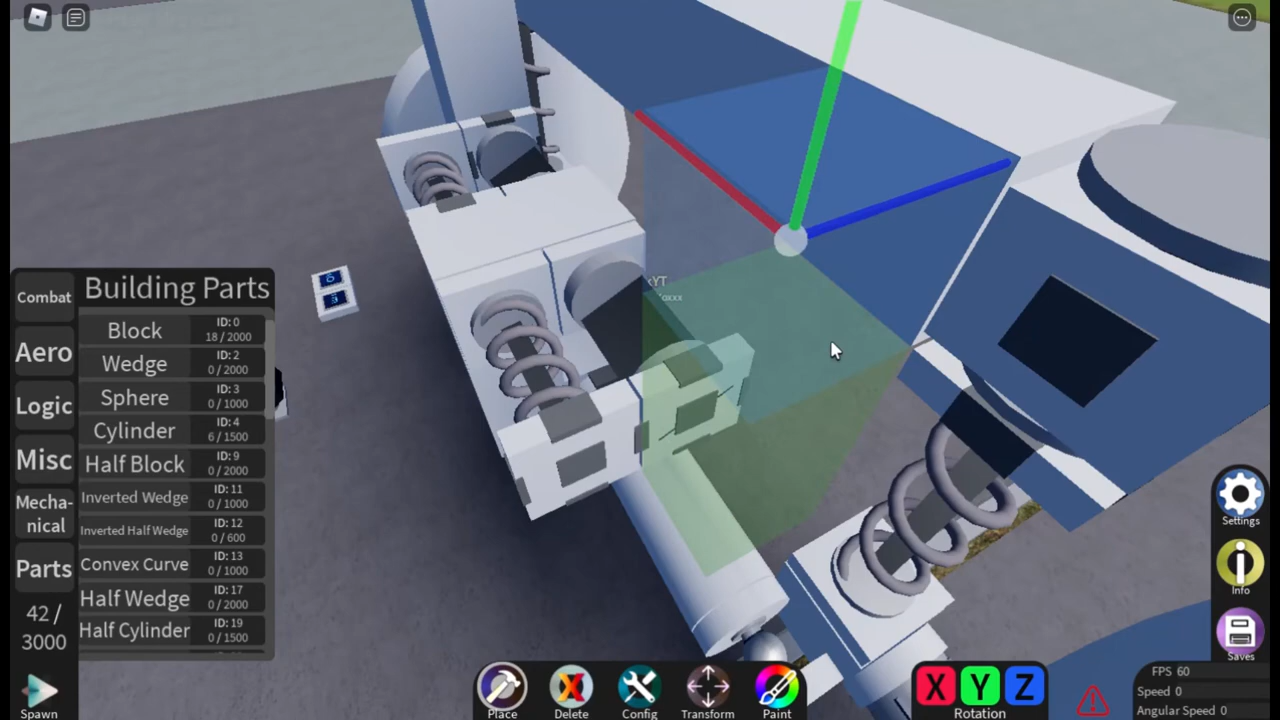 Building Parts
Combat
Aero
Logic
Misc
Mecha-
nical
Parts
42 /
3000
Spawn
Block
ID: 0
18 / 2000
Wedge
ID: 2
0 / 2000
Sphere
ID: 3
0 / 1000
Cylinder
ID: 4
6 / 1500
Half Block
ID: 9
0 / 2000
Inverted Wedge
ID: 11
0 / 1000
Inverted Half Wedge
ID: 12
0 / 600
Convex Curve
ID: 13
0 / 1000
Half Wedge
ID: 17
0 / 2000
Half Cylinder
ID: 19
0 / 1500
Place
Delete
Config
Transform
Paint
X Y Z
Rotation
Settings
Info
Saves
FPS 60
Speed 0
Angular Speed 0